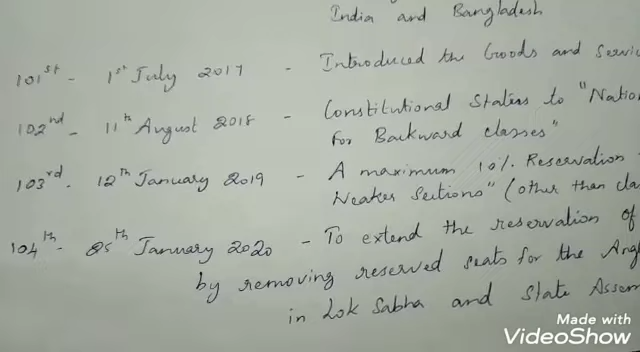 India and Bangladesh
101st - 1st July 2017 - Introduced the Goods and Servic
102nd - 11th August 2018 - Constitutional Status to "Nation
for Backward classes"
103rd - 12th January 2019 - A maximum 10% Reservation
Weaker Sections" (other than cla
104th - 25th January 2020 - To extend the reservation of
by removing reserved seats for the Angl
in Lok Sabha and State Assem
Made with
VideoShow